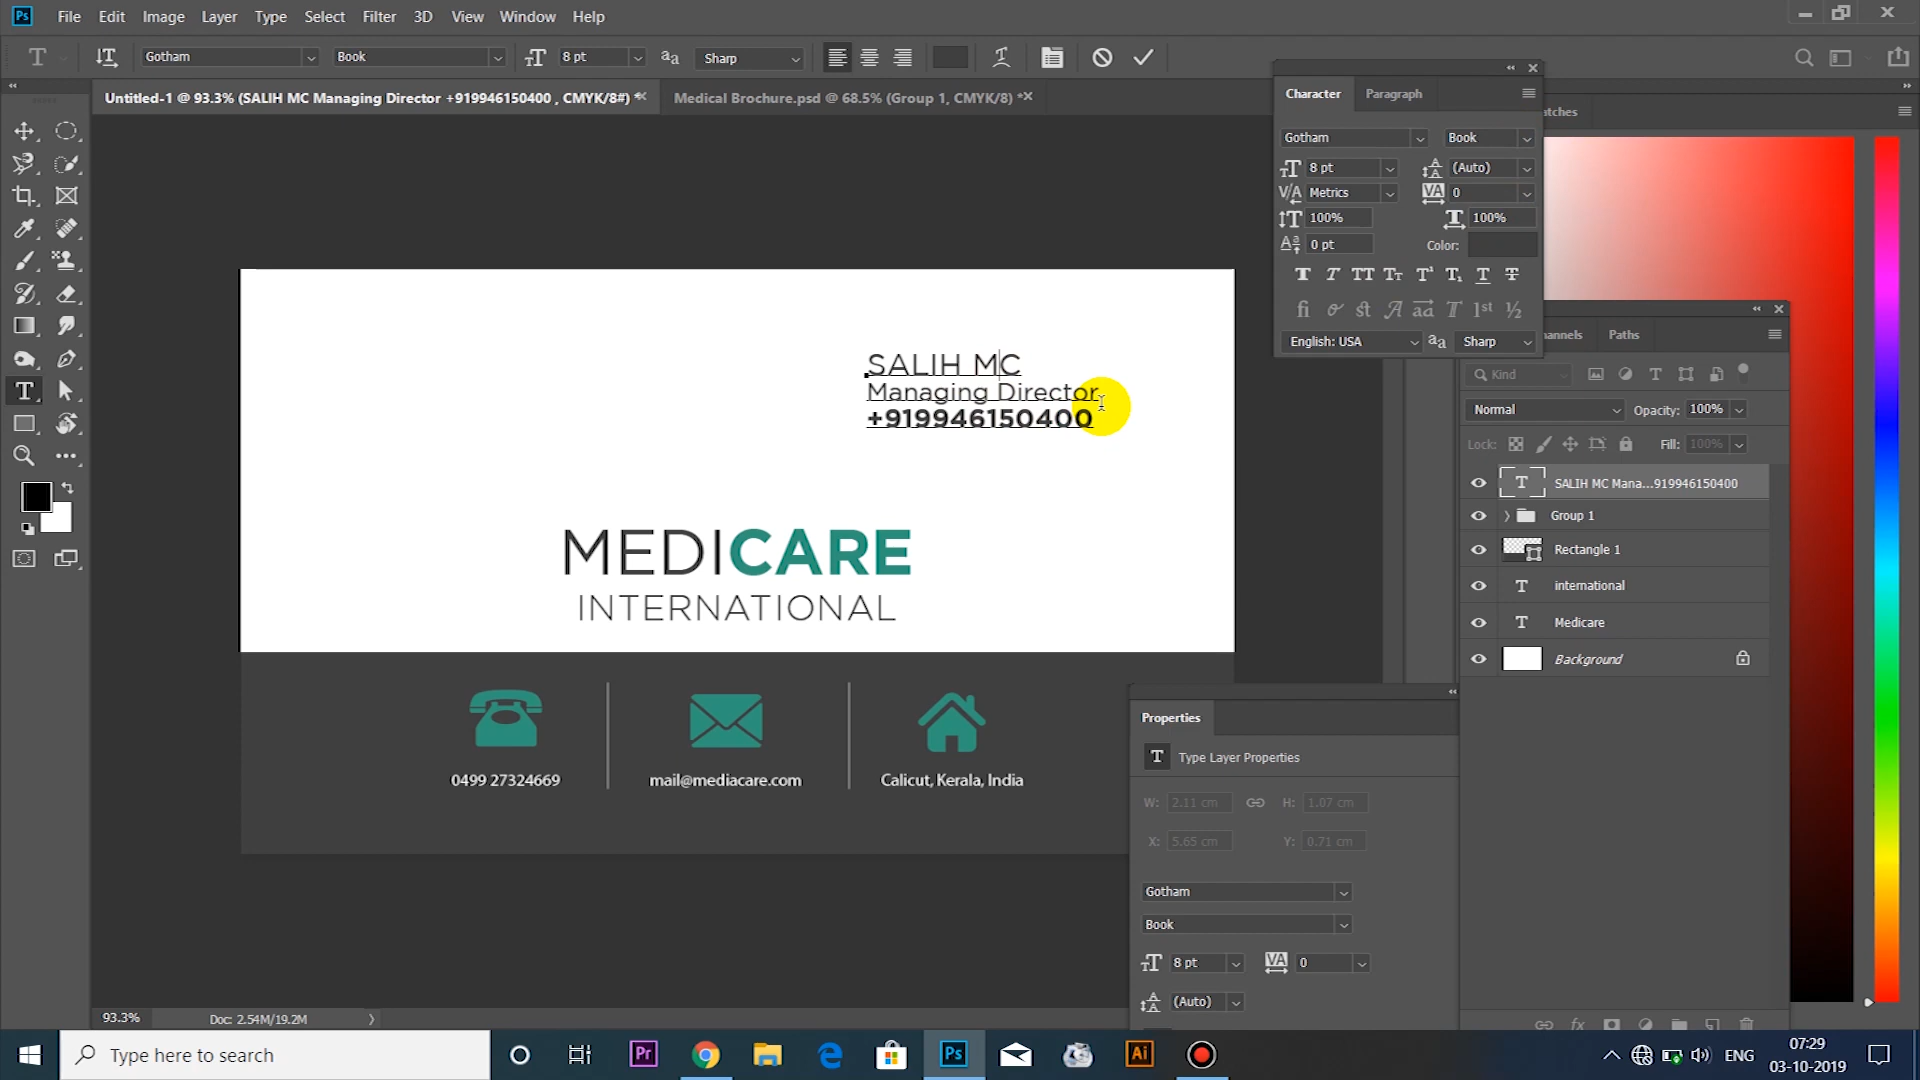 Ps File Edit Image Layer Type Select Filter 3D View Window Help
Gotham Book 8 pt Sharp
Untitled-1 @ 93.3% (SALIH MC Managing Director +919946150400 , CMYK/8#) *
Medical Brochure.psd @ 68.5% (Group 1, CMYK/8) *
Character Paragraph
atches
Gotham Book
8 pt (Auto)
Metrics 0
100% 100%
0 pt Color:
English: USA Sharp
hannels Paths
Kind
Normal Opacity: 100%
Lock: Fill: 100%
SALIH MC Mana...919946150400
Group 1
Rectangle 1
international
Medicare
Background
SALIH MC
Managing Director
+919946150400
MEDICARE
INTERNATIONAL
0499 27324669
mail@mediacare.com
Calicut, Kerala, India
Properties
Type Layer Properties
W: 2.11 cm H: 1.07 cm
X: 5.65 cm Y: 0.71 cm
Gotham
Book
8 pt 0
(Auto)
93.3% Doc: 2.54M/19.2M
Type here to search
Pr Ps Ai
ENG
07:29
03-10-2019